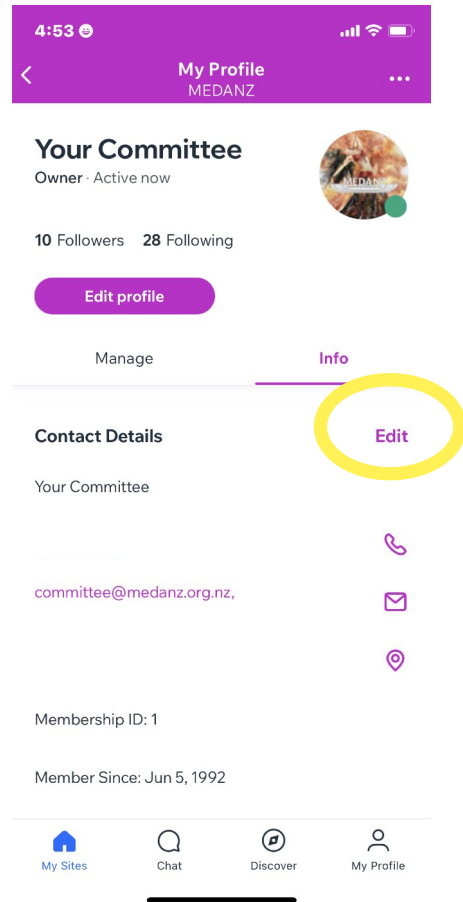 4:53
My Profile
MEDANZ
Your Committee
Owner · Active now
MEDANZ
10 Followers 28 Following
Edit profile
Manage Info
Contact Details Edit
Your Committee
committee@medanz.org.nz,
Membership ID: 1
Member Since: Jun 5, 1992
My Sites Chat Discover My Profile